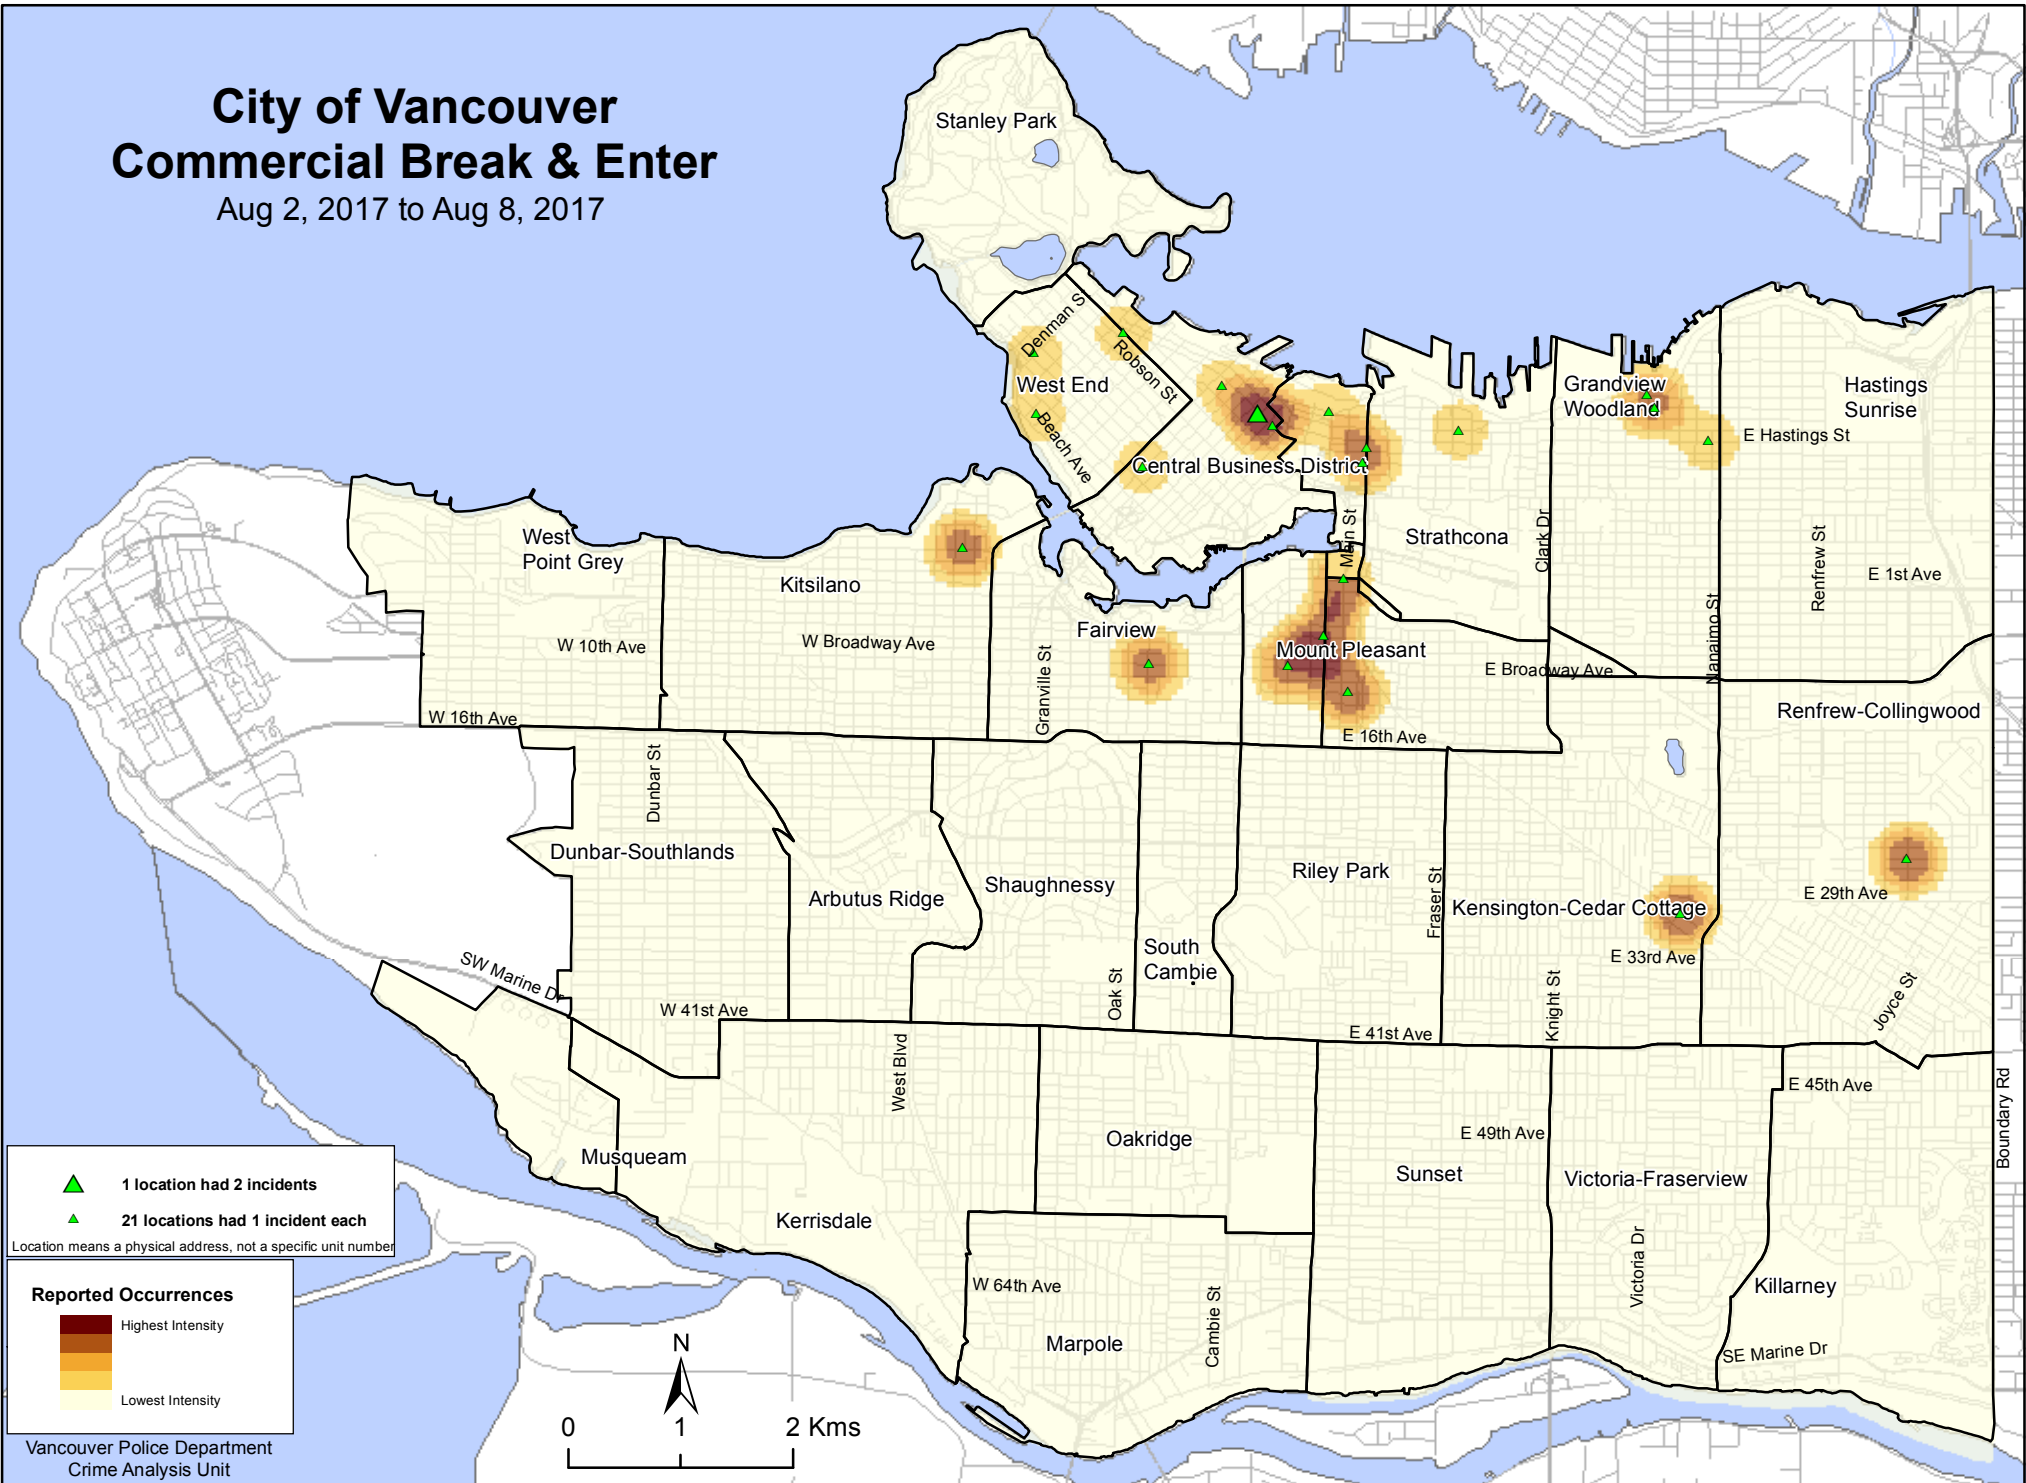 City of Vancouver
Commercial Break & Enter
Aug 2, 2017 to Aug 8, 2017
Stanley Park
Denman S
Robson St
West End
Beach Ave
Central Business District
Grandview
Woodland
Hastings
Sunrise
E Hastings St
West
Point Grey
Kitsilano
Fairview
Mount Pleasant
Strathcona
Main St
Clark Dr
Nanaimo St
Renfrew St
E 1st Ave
W 10th Ave
W Broadway Ave
Granville St
E Broadway Ave
W 16th Ave
E 16th Ave
Renfrew-Collingwood
Dunbar St
Dunbar-Southlands
Arbutus Ridge
Shaughnessy
South
Cambie
Riley Park
Fraser St
Kensington-Cedar Cottage
E 29th Ave
E 33rd Ave
SW Marine Dr
W 41st Ave
Oak St
E 41st Ave
Knight St
Joyce St
West Blvd
E 45th Ave
Boundary Rd
Musqueam
Oakridge
E 49th Ave
Sunset
Victoria-Fraserview
Kerrisdale
W 64th Ave
Cambie St
Victoria Dr
Killarney
Marpole
SE Marine Dr
1 location had 2 incidents
21 locations had 1 incident each
Location means a physical address, not a specific unit number
Reported Occurrences
Highest Intensity
Lowest Intensity
Vancouver Police Department
Crime Analysis Unit
N
0 1 2 Kms